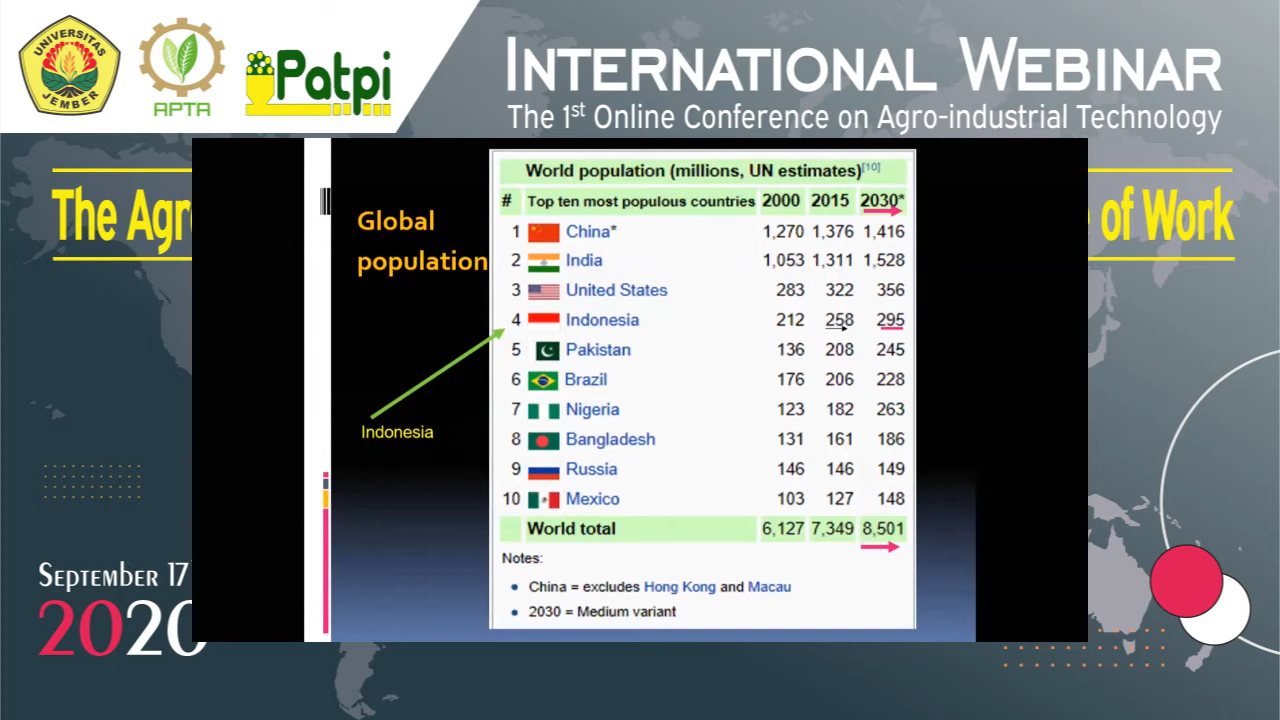 UNIVERSITAS
JEMBER
APTA
Patpi
INTERNATIONAL WEBINAR
The 1st Online Conference on Agro-industrial Technology
The Agr
of Work
Global
population
Indonesia
World population (millions, UN estimates)[10]
# Top ten most populous countries 2000 2015 2030*
1 China* 1,270 1,376 1,416
2 India 1,053 1,311 1,528
3 United States 283 322 356
4 Indonesia 212 258 295
5 Pakistan 136 208 245
6 Brazil 176 206 228
7 Nigeria 123 182 263
8 Bangladesh 131 161 186
9 Russia 146 146 149
10 Mexico 103 127 148
World total 6,127 7,349 8,501
Notes:
• China = excludes Hong Kong and Macau
• 2030 = Medium variant
SEPTEMBER 17
2020